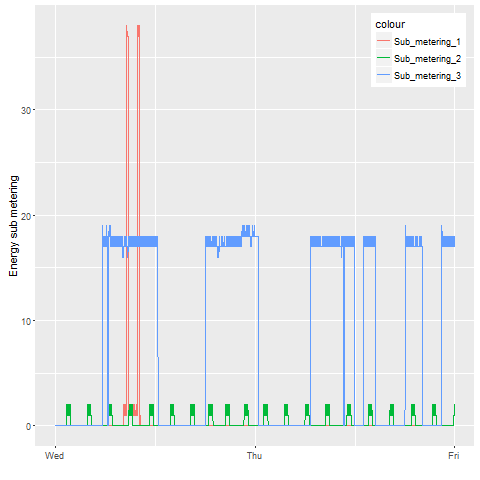 colour
Sub_metering_1
Sub_metering_2
Sub_metering_3
Energy sub metering
30
20
10
0
Wed
Thu
Fri